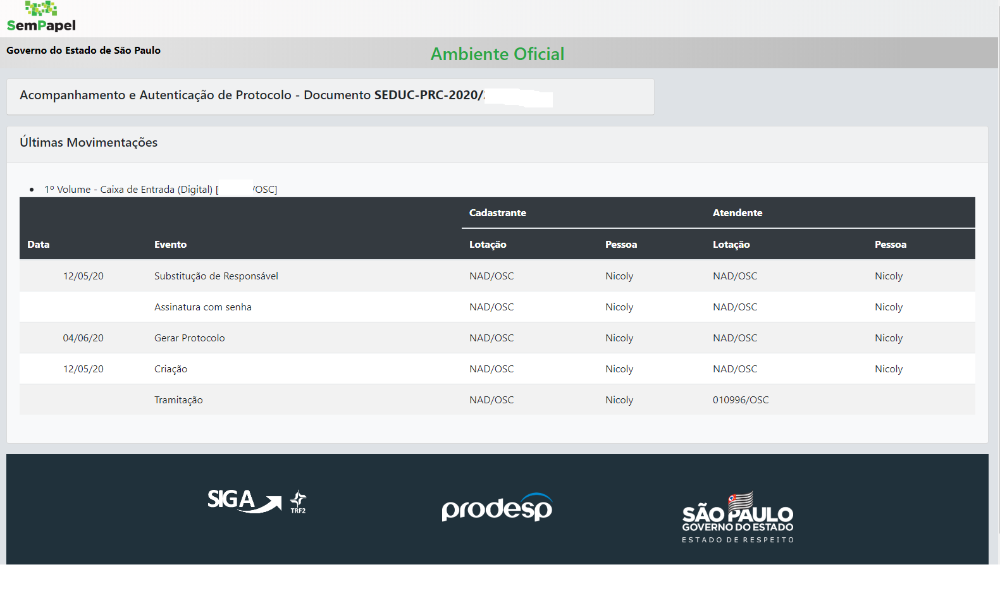 SemPapel
Governo do Estado de São Paulo
Ambiente Oficial
Acompanhamento e Autenticação de Protocolo - Documento SEDUC-PRC-2020/
Últimas Movimentações
1º Volume - Caixa de Entrada (Digital) [ /OSC]
Cadastrante Atendente
Data Evento Lotação Pessoa Lotação Pessoa
12/05/20 Substitução de Responsável NAD/OSC Nicoly NAD/OSC Nicoly
Assinatura com senha NAD/OSC Nicoly NAD/OSC Nicoly
04/06/20 Gerar Protocolo NAD/OSC Nicoly NAD/OSC Nicoly
12/05/20 Criação NAD/OSC Nicoly NAD/OSC Nicoly
Tramitação NAD/OSC Nicoly 010996/OSC
SIGA TRF2
prodesp
SÃO PAULO
GOVERNO DO ESTADO
ESTADO DE RESPEITO